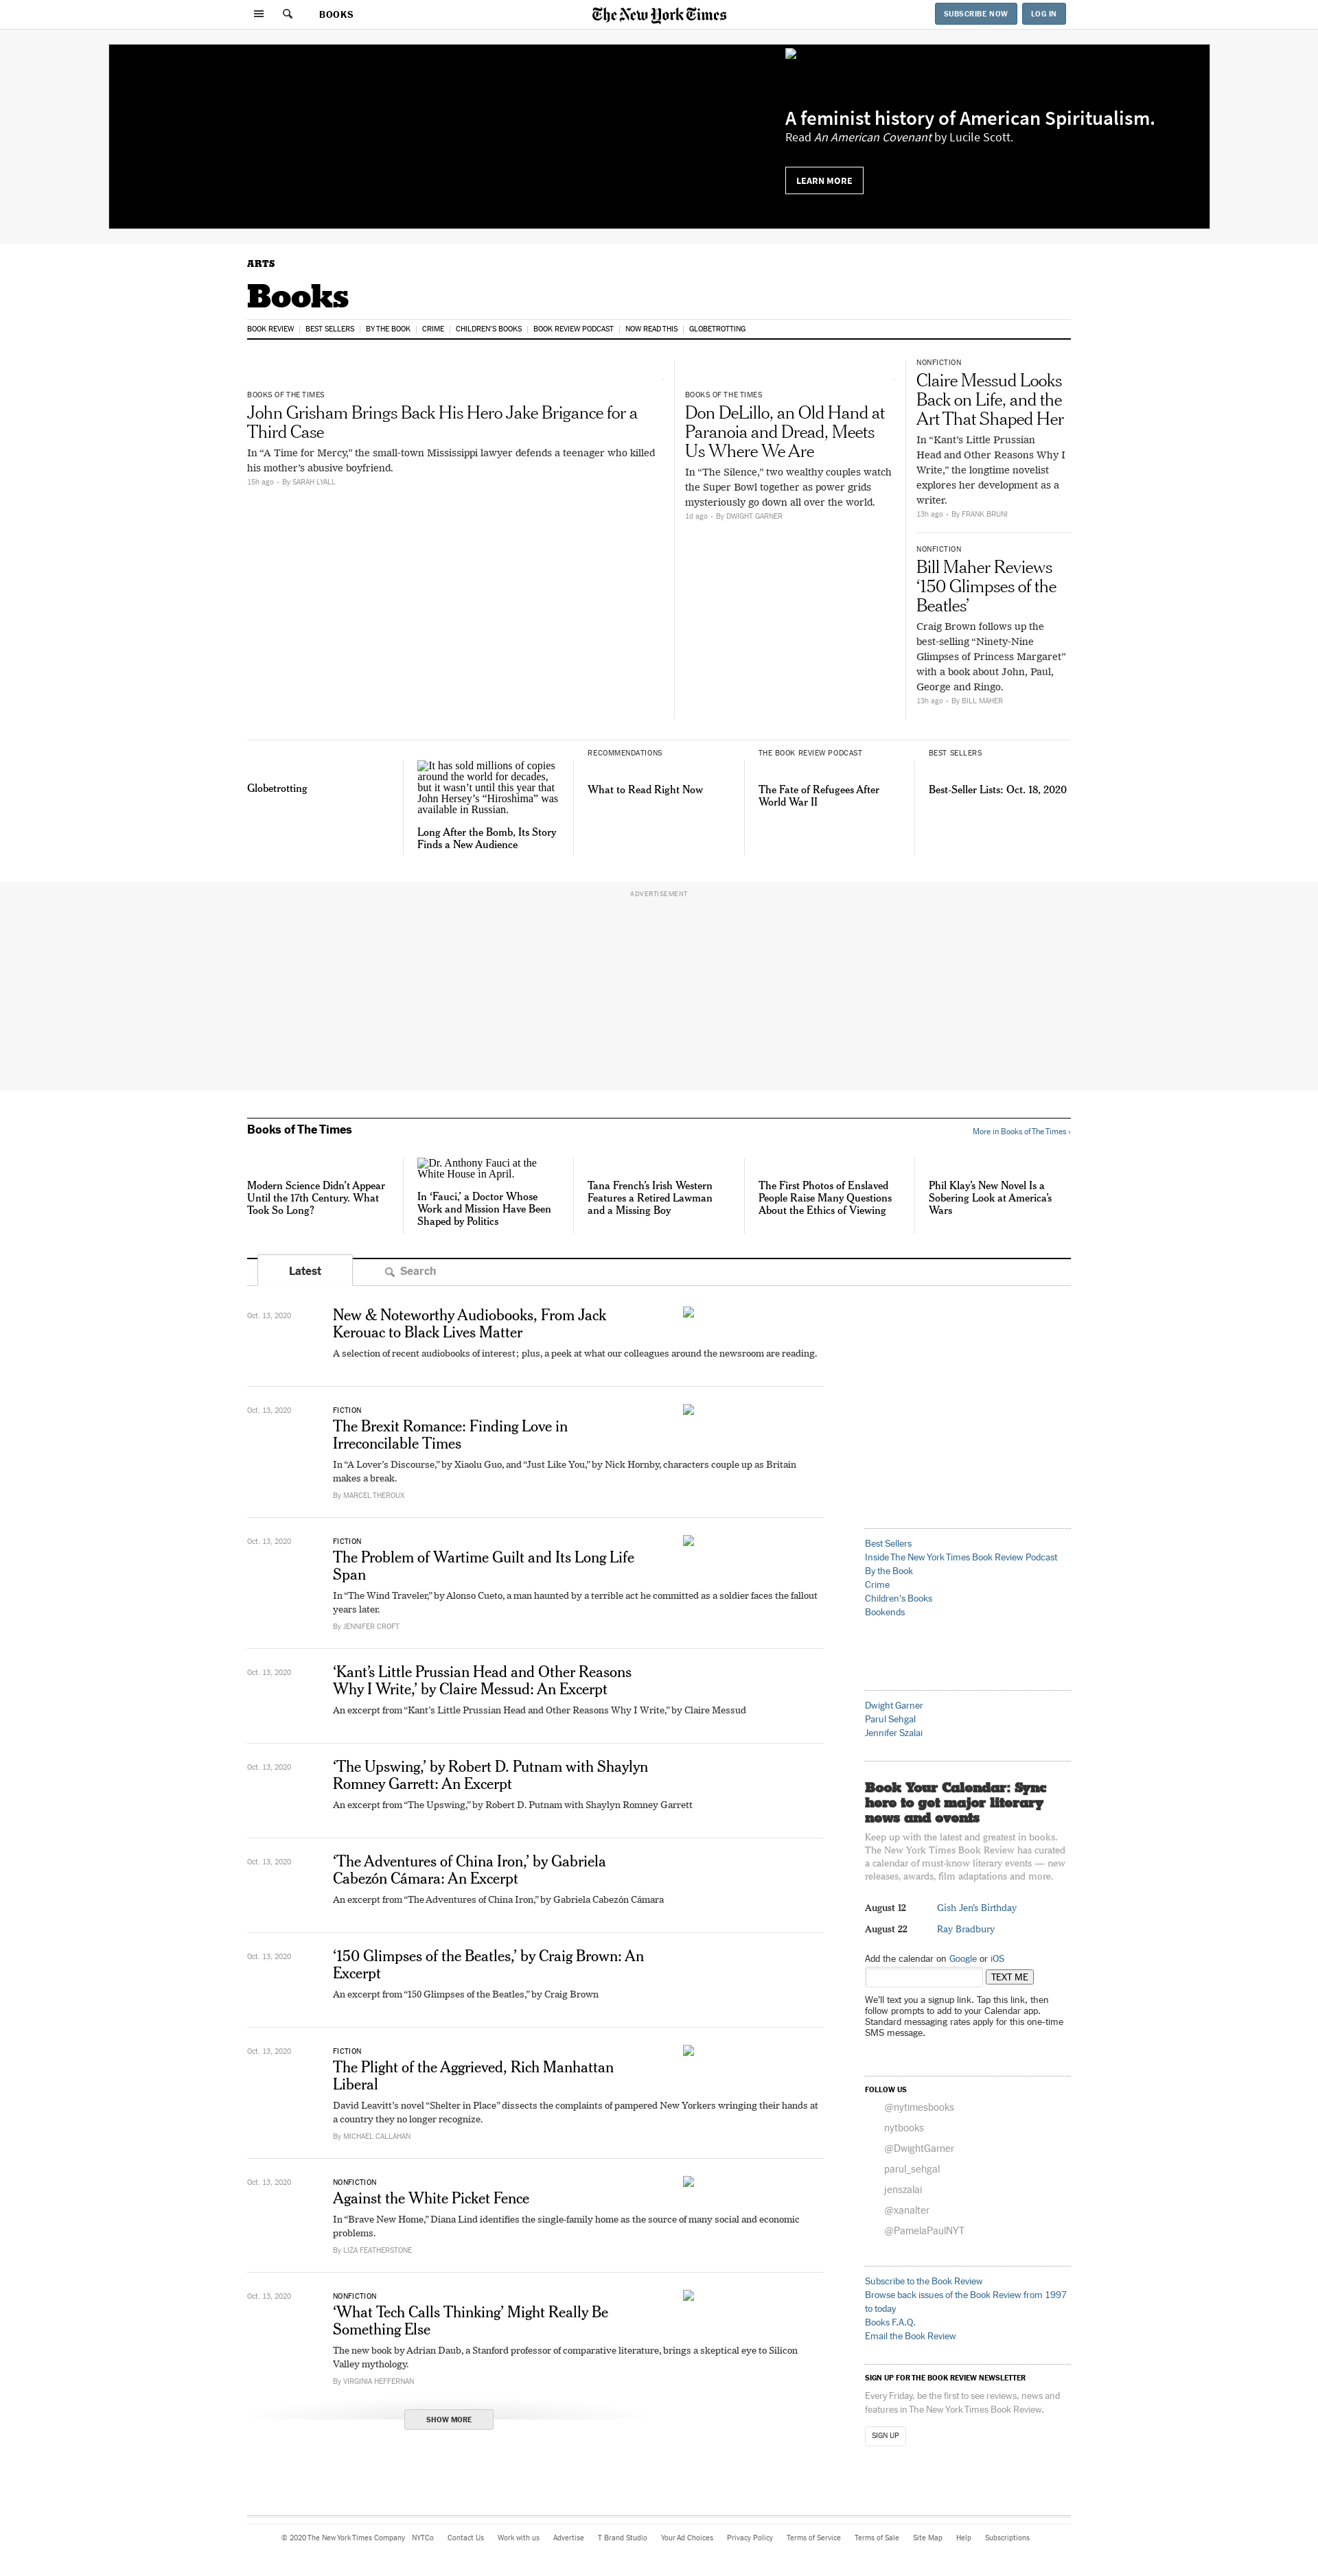 BOOKS
The New York Times
SUBSCRIBE NOW
LOG IN
A feminist history of American Spiritualism.
Read An American Covenant by Lucile Scott.
LEARN MORE
ARTS
Books
BOOK REVIEW
BEST SELLERS
BY THE BOOK
CRIME
CHILDREN'S BOOKS
BOOK REVIEW PODCAST
NOW READ THIS
GLOBETROTTING
BOOKS OF THE TIMES
John Grisham Brings Back His Hero Jake Brigance for a
Third Case
In “A Time for Mercy,” the small-town Mississippi lawyer defends a teenager who killed
his mother’s abusive boyfriend.
15h ago • By SARAH LYALL
BOOKS OF THE TIMES
Don DeLillo, an Old Hand at
Paranoia and Dread, Meets
Us Where We Are
In “The Silence,” two wealthy couples watch
the Super Bowl together as power grids
mysteriously go down all over the world.
1d ago • By DWIGHT GARNER
NONFICTION
Claire Messud Looks
Back on Life, and the
Art That Shaped Her
In “Kant’s Little Prussian
Head and Other Reasons Why I
Write,” the longtime novelist
explores her development as a
writer.
13h ago • By FRANK BRUNI
NONFICTION
Bill Maher Reviews
‘150 Glimpses of the
Beatles’
Craig Brown follows up the
best-selling “Ninety-Nine
Glimpses of Princess Margaret”
with a book about John, Paul,
George and Ringo.
13h ago • By BILL MAHER
Globetrotting
It has sold millions of copies
around the world for decades,
but it wasn’t until this year that
John Hersey’s “Hiroshima” was
available in Russian.
Long After the Bomb, Its Story
Finds a New Audience
RECOMMENDATIONS
What to Read Right Now
THE BOOK REVIEW PODCAST
The Fate of Refugees After
World War II
BEST SELLERS
Best-Seller Lists: Oct. 18, 2020
ADVERTISEMENT
Books of The Times
More in Books of The Times ›
Modern Science Didn’t Appear
Until the 17th Century. What
Took So Long?
Dr. Anthony Fauci at the
White House in April.
In ‘Fauci,’ a Doctor Whose
Work and Mission Have Been
Shaped by Politics
Tana French’s Irish Western
Features a Retired Lawman
and a Missing Boy
The First Photos of Enslaved
People Raise Many Questions
About the Ethics of Viewing
Phil Klay’s New Novel Is a
Sobering Look at America’s
Wars
Latest
Search
Oct. 13, 2020
New & Noteworthy Audiobooks, From Jack
Kerouac to Black Lives Matter
A selection of recent audiobooks of interest; plus, a peek at what our colleagues around the newsroom are reading.
Oct. 13, 2020
FICTION
The Brexit Romance: Finding Love in
Irreconcilable Times
In “A Lover’s Discourse,” by Xiaolu Guo, and “Just Like You,” by Nick Hornby, characters couple up as Britain
makes a break.
By MARCEL THEROUX
Oct. 13, 2020
FICTION
The Problem of Wartime Guilt and Its Long Life
Span
In “The Wind Traveler,” by Alonso Cueto, a man haunted by a terrible act he committed as a soldier faces the fallout
years later.
By JENNIFER CROFT
Oct. 13, 2020
‘Kant’s Little Prussian Head and Other Reasons
Why I Write,’ by Claire Messud: An Excerpt
An excerpt from “Kant’s Little Prussian Head and Other Reasons Why I Write,” by Claire Messud
Oct. 13, 2020
‘The Upswing,’ by Robert D. Putnam with Shaylyn
Romney Garrett: An Excerpt
An excerpt from “The Upswing,” by Robert D. Putnam with Shaylyn Romney Garrett
Oct. 13, 2020
‘The Adventures of China Iron,’ by Gabriela
Cabezón Cámara: An Excerpt
An excerpt from “The Adventures of China Iron,” by Gabriela Cabezón Cámara
Oct. 13, 2020
‘150 Glimpses of the Beatles,’ by Craig Brown: An
Excerpt
An excerpt from “150 Glimpses of the Beatles,” by Craig Brown
Oct. 13, 2020
FICTION
The Plight of the Aggrieved, Rich Manhattan
Liberal
David Leavitt’s novel “Shelter in Place” dissects the complaints of pampered New Yorkers wringing their hands at
a country they no longer recognize.
By MICHAEL CALLAHAN
Oct. 13, 2020
NONFICTION
Against the White Picket Fence
In “Brave New Home,” Diana Lind identifies the single-family home as the source of many social and economic
problems.
By LIZA FEATHERSTONE
Oct. 13, 2020
NONFICTION
‘What Tech Calls Thinking’ Might Really Be
Something Else
The new book by Adrian Daub, a Stanford professor of comparative literature, brings a skeptical eye to Silicon
Valley mythology.
By VIRGINIA HEFFERNAN
SHOW MORE
Best Sellers
Inside The New York Times Book Review Podcast
By the Book
Crime
Children's Books
Bookends
Dwight Garner
Parul Sehgal
Jennifer Szalai
Book Your Calendar: Sync
here to get major literary
news and events
Keep up with the latest and greatest in books.
The New York Times Book Review has curated
a calendar of must-know literary events — new
releases, awards, film adaptations and more.
August 12 Gish Jen’s Birthday
August 22 Ray Bradbury
Add the calendar on Google or iOS
TEXT ME
We’ll text you a signup link. Tap this link, then
follow prompts to add to your Calendar app.
Standard messaging rates apply for this one-time
SMS message.
FOLLOW US
@nytimesbooks
nytbooks
@DwightGarner
parul_sehgal
jenszalai
@xanalter
@PamelaPaulNYT
Subscribe to the Book Review
Browse back issues of the Book Review from 1997
to today
Books F.A.Q.
Email the Book Review
SIGN UP FOR THE BOOK REVIEW NEWSLETTER
Every Friday, be the first to see reviews, news and
features in The New York Times Book Review.
SIGN UP
© 2020 The New York Times Company NYTCo Contact Us Work with us Advertise T Brand Studio Your Ad Choices Privacy Policy Terms of Service Terms of Sale Site Map Help Subscriptions